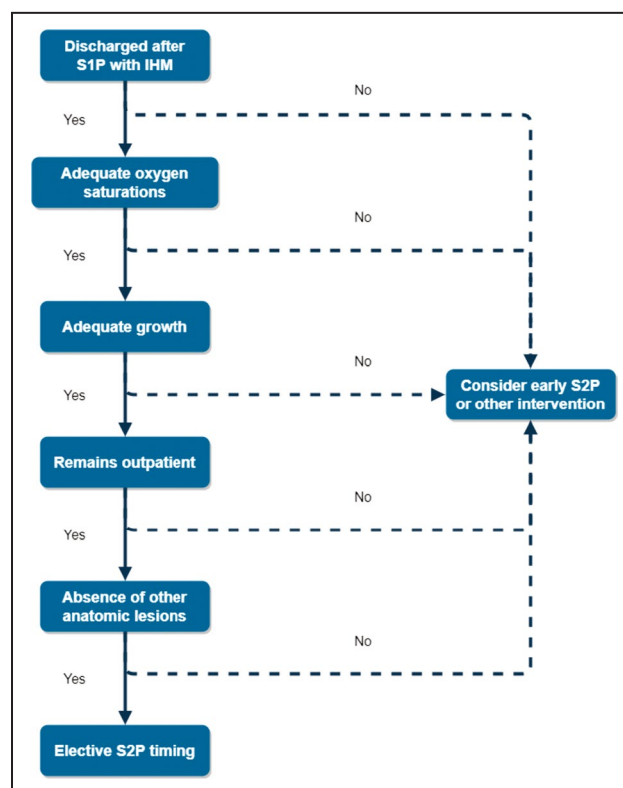 Discharged after
S1P with IHM
No
Yes
Adequate oxygen
saturations
No
Yes
Adequate growth
No
Yes
Consider early S2P
or other intervention
Remains outpatient
No
Yes
Absence of other
anatomic lesions
No
Yes
Elective S2P timing